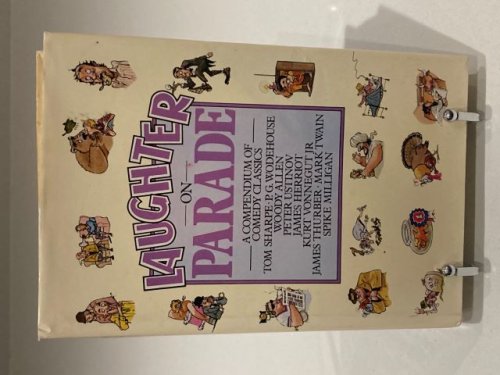 LAUGHTER
ON
PARADE
A COMPENDIUM OF
COMEDY CLASSICS
TOM SHARPE·P.G. WODEHOUSE
WOODY ALLEN
PETER USTINOV
JAMES HERRIOT
KURT VONNEGUT JR
JAMES THURBER·MARK TWAIN
SPIKE MILLIGAN